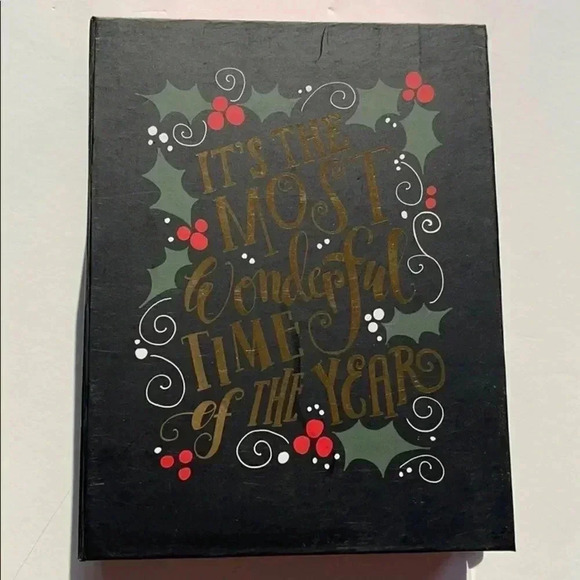 IT'S THE
MOST
Wonderful
TIME
of THE YEAR